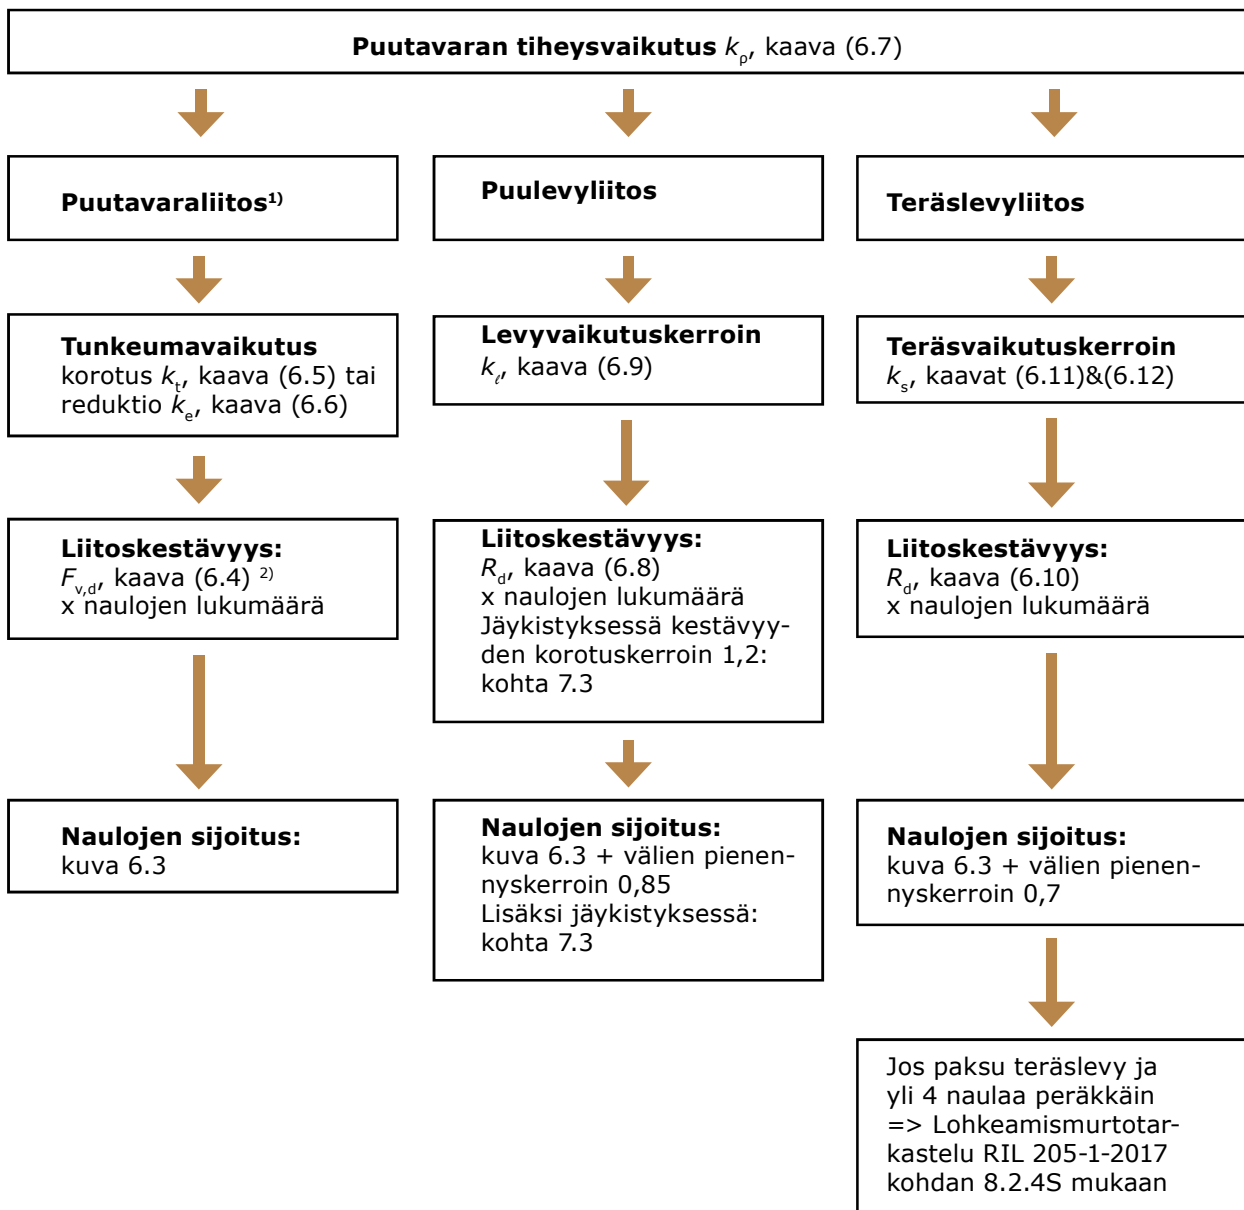 Puutavaran tiheysvaikutus kρ, kaava (6.7)
Puutavaraliitos1)
Tunkeumavaikutus
korotus kt, kaava (6.5) tai
reduktio ke, kaava (6.6)
Liitoskestävyys:
Fv,d, kaava (6.4) 2)
x naulojen lukumäärä
Naulojen sijoitus:
kuva 6.3
Puulevyliitos
Levyvaikutuskerroin
kℓ, kaava (6.9)
Liitoskestävyys:
Rd, kaava (6.8)
x naulojen lukumäärä
Jäykistyksessä kestävyy-
den korotuskerroin 1,2:
kohta 7.3
Naulojen sijoitus:
kuva 6.3 + välien pienen-
nyskerroin 0,85
Lisäksi jäykistyksessä:
kohta 7.3
Teräslevyliitos
Teräsvaikutuskerroin
ks, kaavat (6.11)&(6.12)
Liitoskestävyys:
Rd, kaava (6.10)
x naulojen lukumäärä
Naulojen sijoitus:
kuva 6.3 + välien pienen-
nyskerroin 0,7
Jos paksu teräslevy ja
yli 4 naulaa peräkkäin
=> Lohkeamismurtotar-
kastelu RIL 205-1-2017
kohdan 8.2.4S mukaan